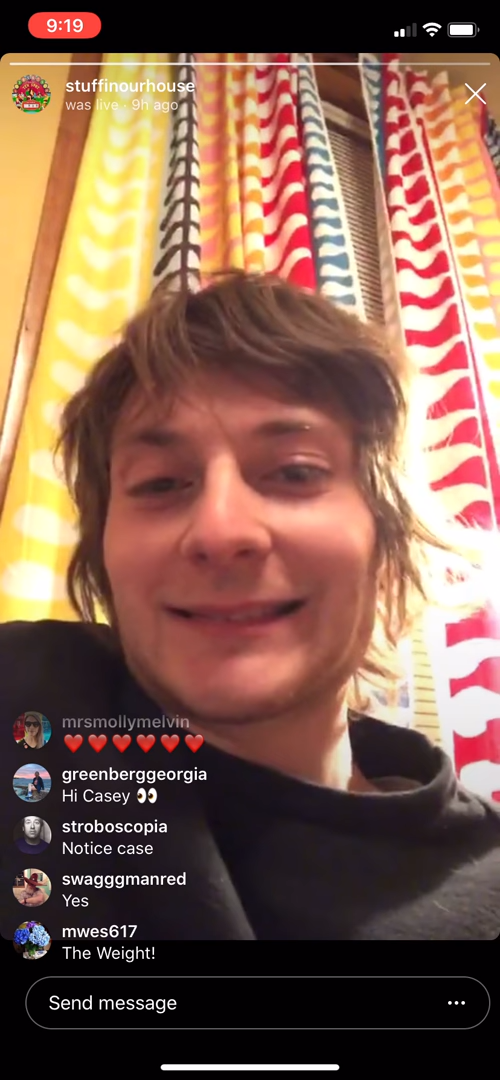 9:19
stuffinourhouse
was live · 9h ago
mrsmollymelvin
❤️❤️❤️❤️❤️❤️
greenberggeorgia
Hi Casey 👀
stroboscopia
Notice case
swagggmanred
Yes
mwes617
The Weight!
Send message